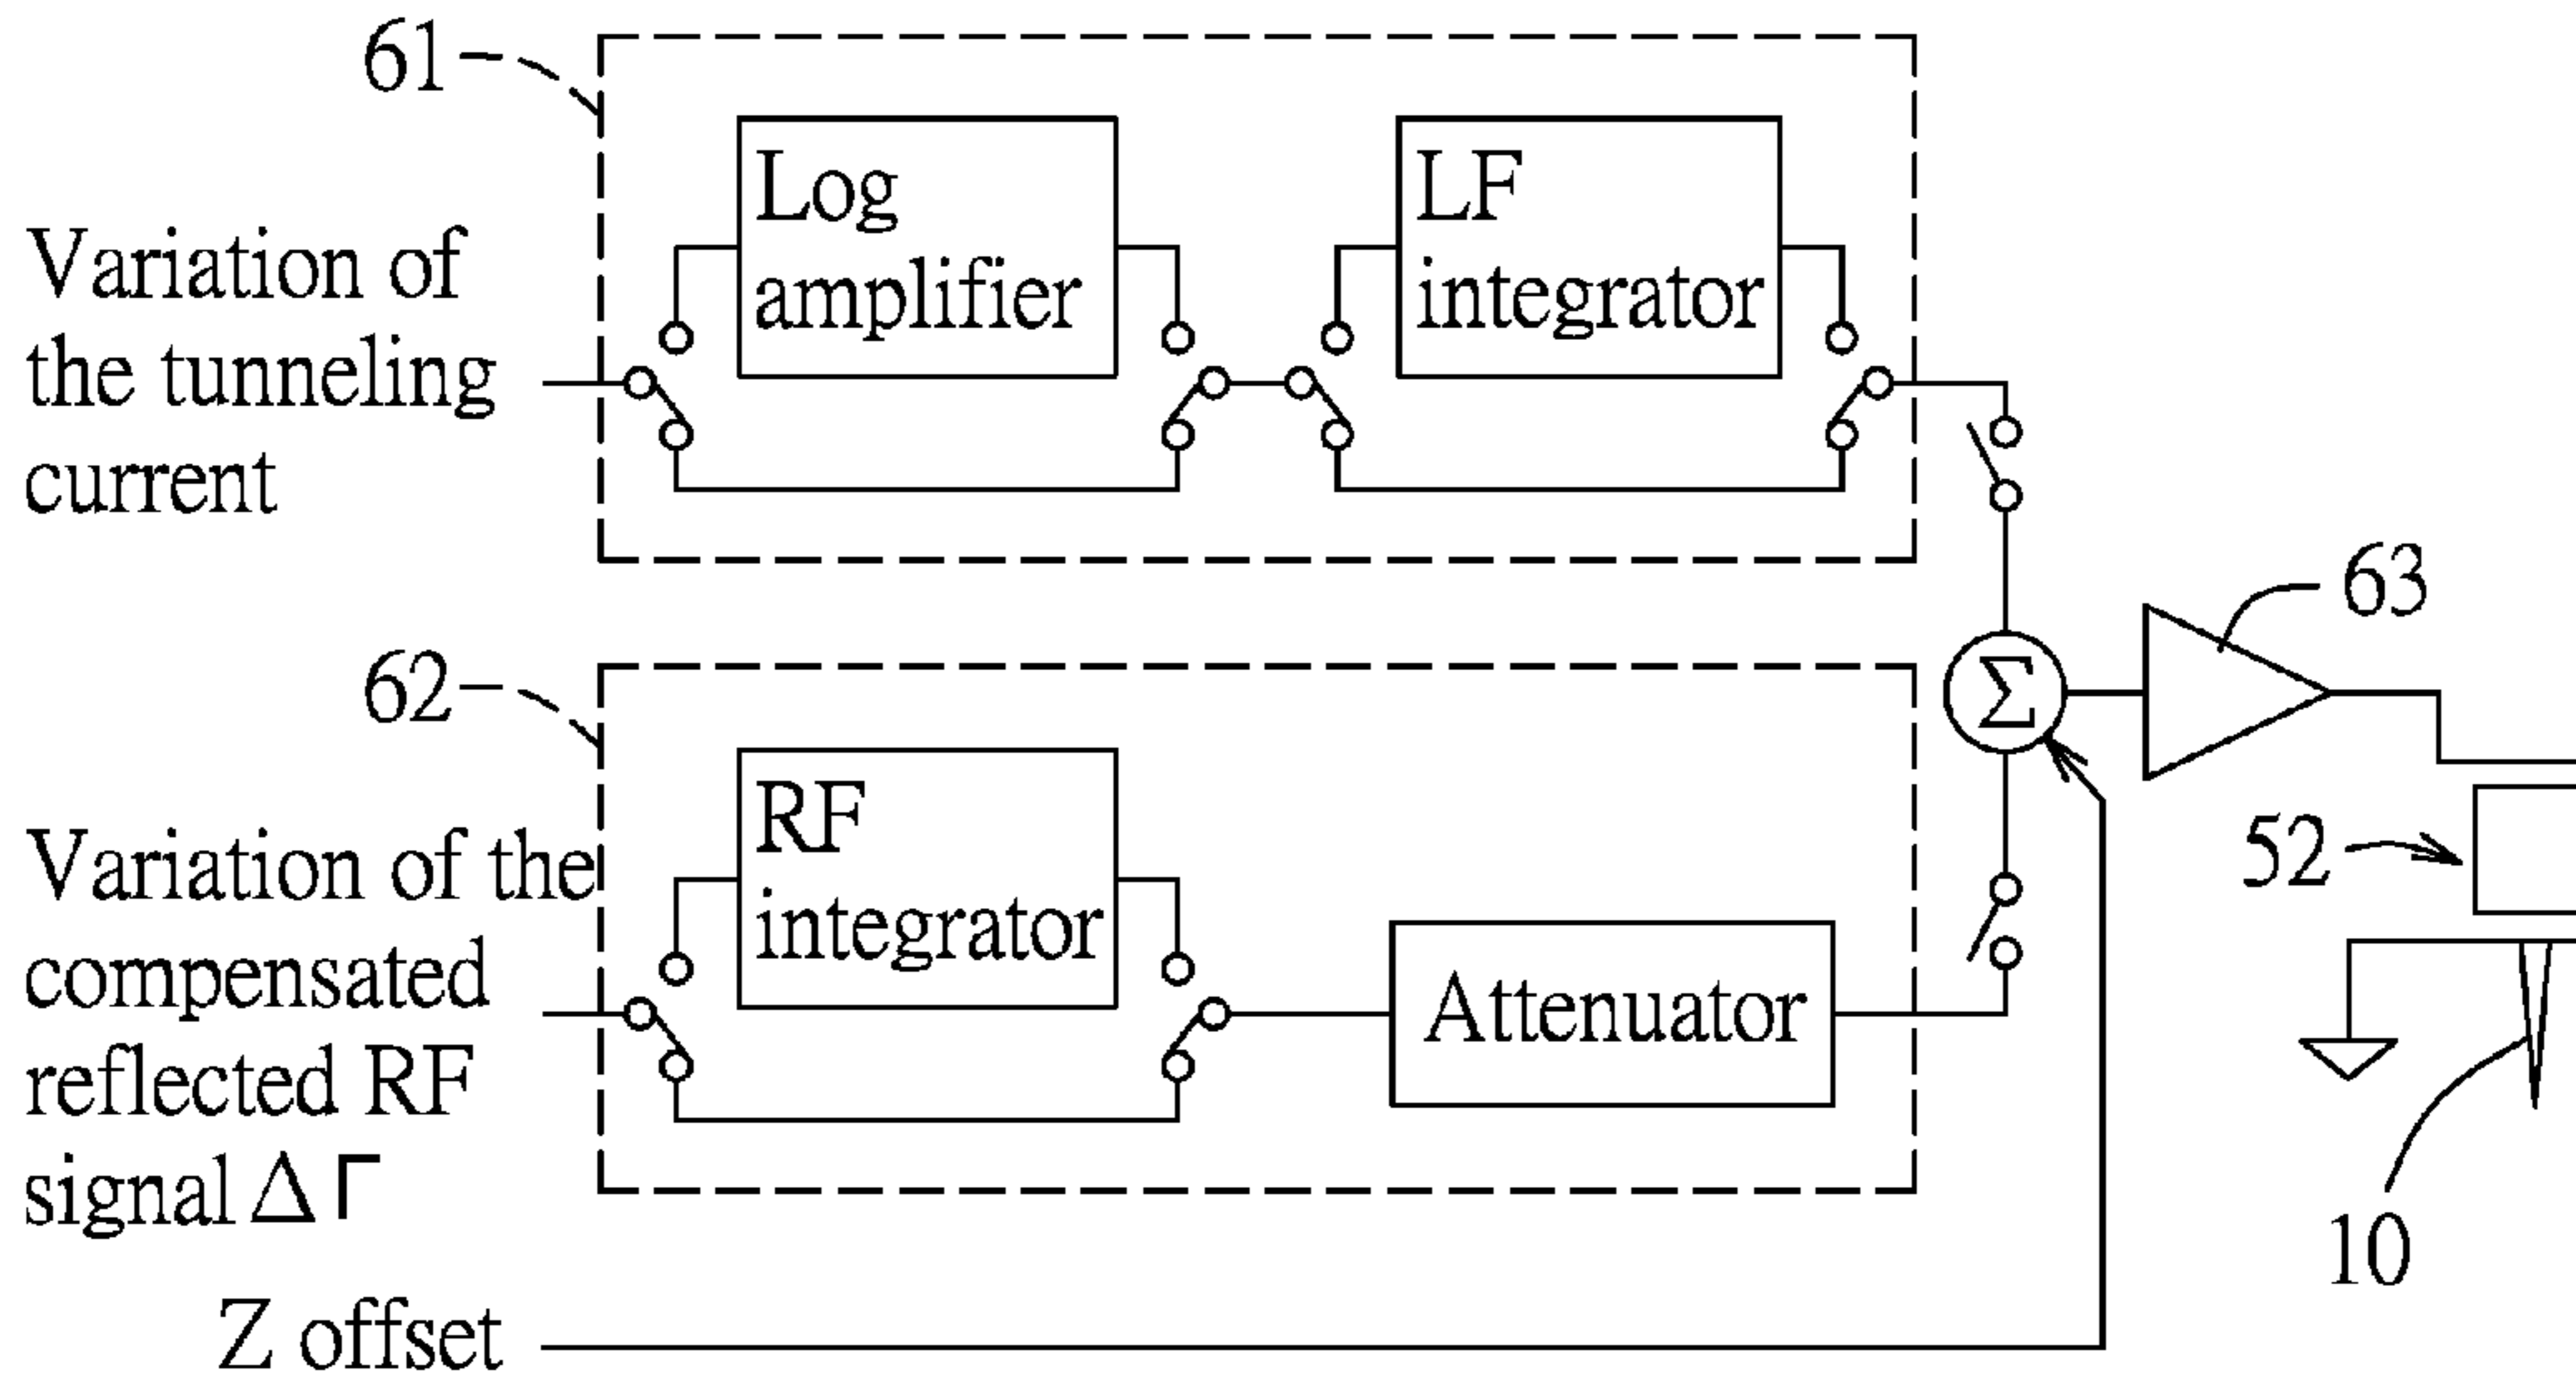 61
Log
amplifier
LF
integrator
Variation of
the tunneling
current
63
62
Σ
RF
integrator
52
Variation of the
compensated
reflected RF
signal ΔΓ
Attenuator
10
Z offset